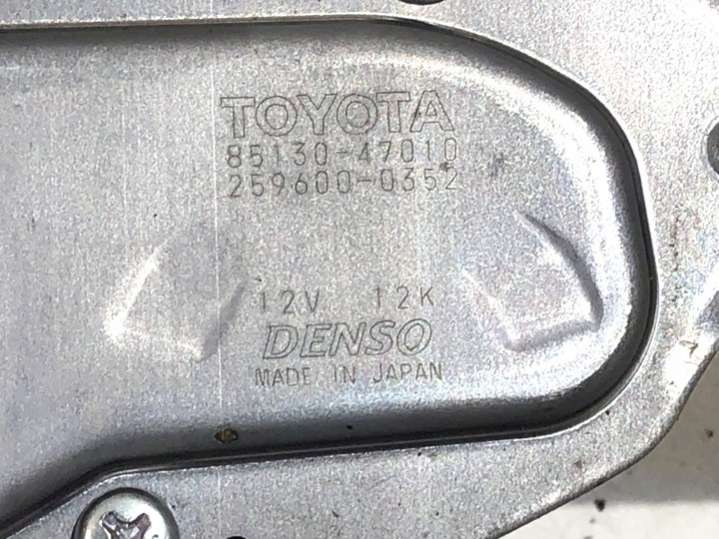 TOYOTA
85130-47010
259600-0352
12V 12K
DENSO
MADE IN JAPAN